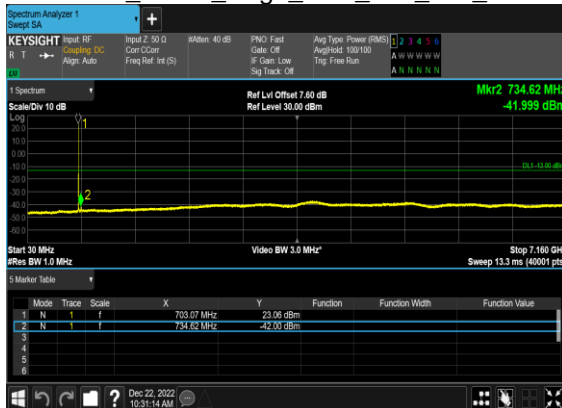 Spectrum Analyzer 1
Swept SA
+
KEYSIGHT Input: RF Input Z: 50 Ω #Atten: 40 dB PNO: Fast Avg Type: Power (RMS) 1 2 3 4 5 6
R T Coupling: DC Corr CCorr Gate: Off Avg|Hold: 100/100 A W W W W W
Align: Auto Freq Ref: Int (S) IF Gain: Low Trig: Free Run
Sig Track: Off A N N N N N
1 Spectrum Ref Lvl Offset 7.60 dB Mkr2 734.62 MHz
Scale/Div 10 dB Ref Level 30.00 dBm -41.999 dBm
Log
20.0
10.0
0.00
-10.0
-20.0
-30.0
-40.0
-50.0
-60.0
1
2
DL1 -13.00 dB
Start 30 MHz Video BW 3.0 MHz* Stop 7.160 GH
#Res BW 1.0 MHz Sweep 13.3 ms (40001 pts
5 Marker Table
Mode Trace Scale X Y Function Function Width Function Value
1 N 1 f 703.07 MHz 23.06 dBm
2 N 1 f 734.62 MHz -42.00 dBm
3
4
5
6
? Dec 22, 2022
10:31:14 AM